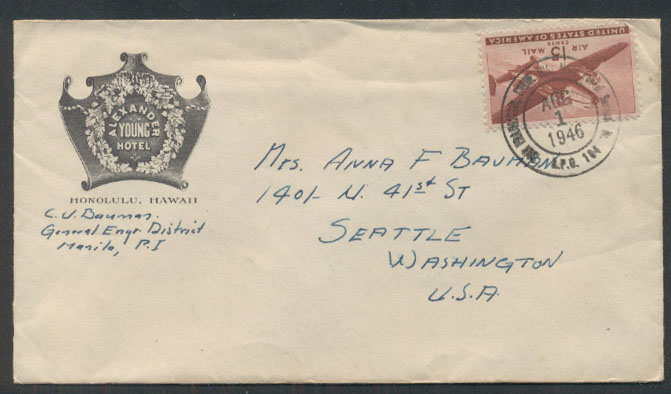 ALEXANDER
YOUNG
HOTEL
HONOLULU, HAWAII
C. J. Bauman.
General Engr District
Manila, P.I
UNITED STATES OF AMERICA
AIR MAIL
CENTS
15
AUG
1
1946
A.P.O. 104
Mrs. ANNA F BAUMAN
1401- N. 41st ST
SEATTLE
WASHINGTON
U.S.A.